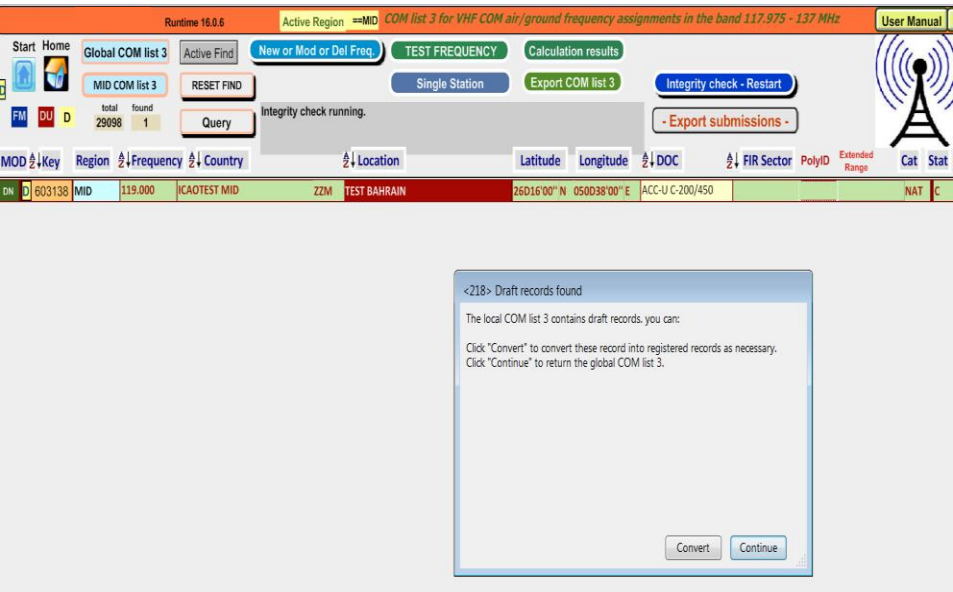 Runtime 16.0.6
Active Region ==MID
COM list 3 for VHF COM air/ground frequency assignments in the band 117.975 - 137 MHz
User Manual
Start Home
Global COM list 3
Active Find
New or Mod or Del Freq.
TEST FREQUENCY
Calculation results
D
MID COM list 3
RESET FIND
Single Station
Export COM list 3
Integrity check - Restart
FM DU D
total found
29098 1
Query
Integrity check running.
- Export submissions -
MOD Key Region Frequency Country Location Latitude Longitude DOC FIR Sector PolyID Extended Range Cat Stat
DN D 603138 MID 119.000 ICAOTEST MID ZZM TEST BAHRAIN 26D16'00" N 050D38'00" E ACC-U C-200/450 NAT C
<218> Draft records found
The local COM list 3 contains draft records. you can:
Click "Convert" to convert these record into registered records as necessary.
Click "Continue" to return the global COM list 3.
Convert Continue